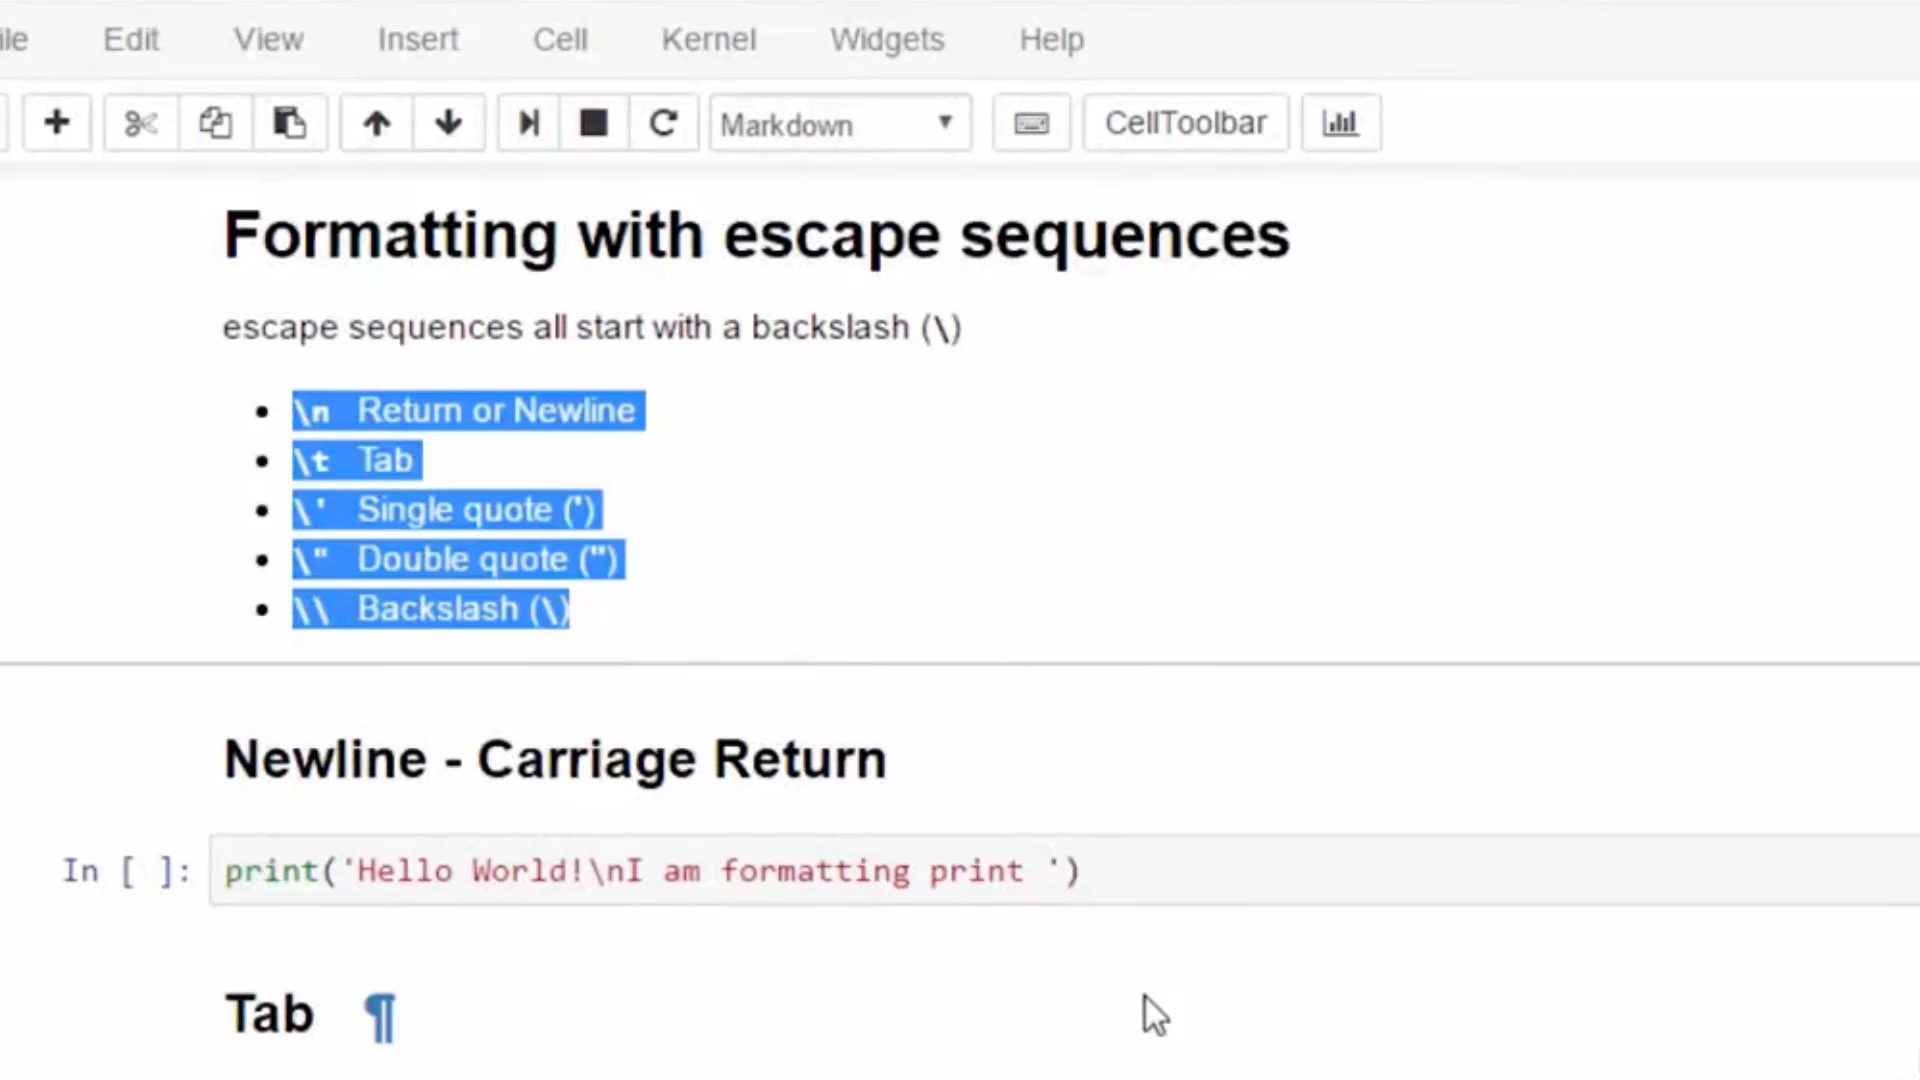 ile Edit View Insert Cell Kernel Widgets Help
Markdown CellToolbar
Formatting with escape sequences
escape sequences all start with a backslash (\)
\n Return or Newline
\t Tab
\' Single quote (')
\" Double quote (")
\\ Backslash (\)
Newline - Carriage Return
In [ ]: print('Hello World!\nI am formatting print ')
Tab ¶